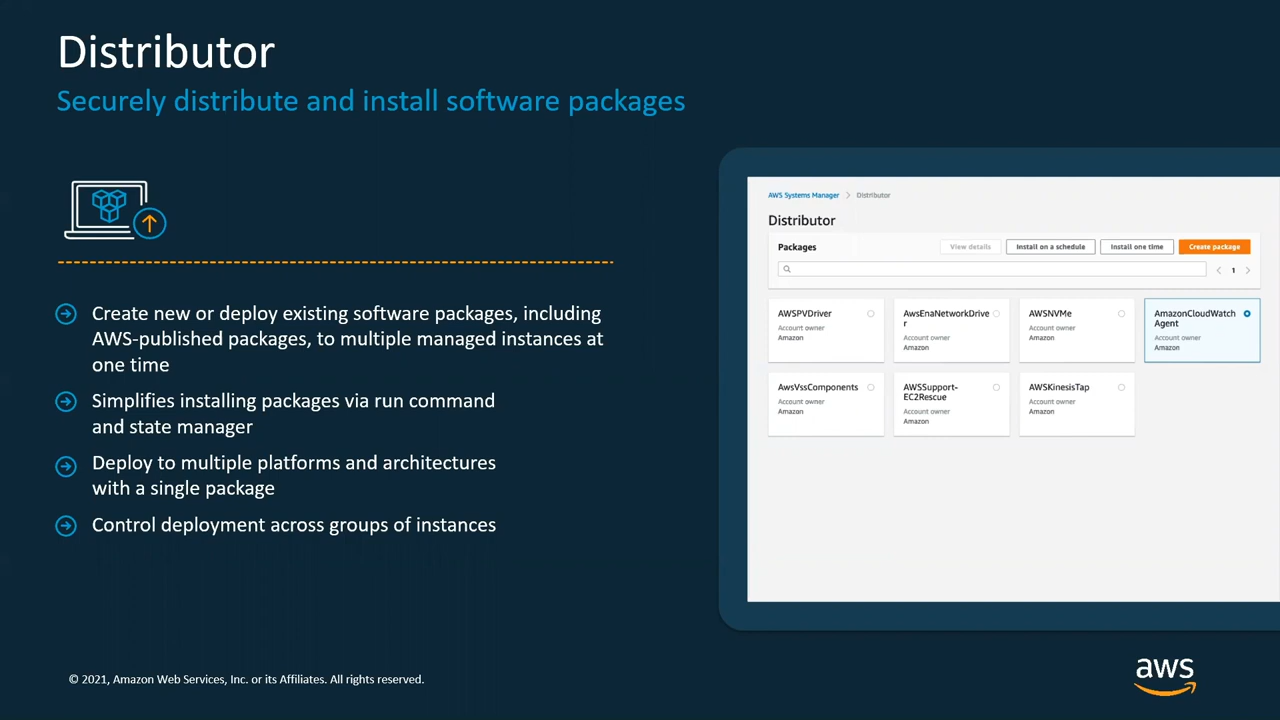 Distributor
Securely distribute and install software packages
Create new or deploy existing software packages, including
AWS-published packages, to multiple managed instances at
one time
Simplifies installing packages via run command
and state manager
Deploy to multiple platforms and architectures
with a single package
Control deployment across groups of instances
AWS Systems Manager > Distributor
Distributor
Packages
View details
Install on a schedule
Install one time
Create package
< 1 >
AWSPVDriver
Account owner
Amazon
AwsEnaNetworkDrive
r
Account owner
Amazon
AWSNVMe
Account owner
Amazon
AmazonCloudWatch
Agent
Account owner
Amazon
AwsVssComponents
Account owner
Amazon
AWSSupport-
EC2Rescue
Account owner
Amazon
AWSKinesisTap
Account owner
Amazon
© 2021, Amazon Web Services, Inc. or its Affiliates. All rights reserved.
aws